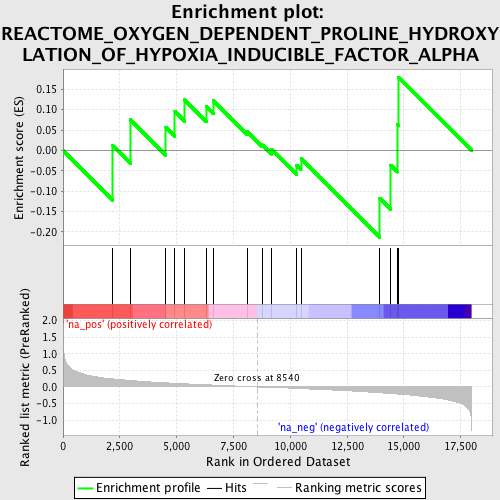 Enrichment plot:
REACTOME_OXYGEN_DEPENDENT_PROLINE_HYDROXY
LATION_OF_HYPOXIA_INDUCIBLE_FACTOR_ALPHA
Enrichment score (ES)
0.15
0.10
0.05
0.00
-0.05
-0.10
-0.15
-0.20
'na_pos' (positively correlated)
Ranked list metric (PreRanked)
2.0
1.5
1.0
0.5
0.0
-0.5
-1.0
Zero cross at 8540
'na_neg' (negatively correlated)
0 2,500 5,000 7,500 10,000 12,500 15,000 17,500
Rank in Ordered Dataset
Enrichment profile Hits Ranking metric scores